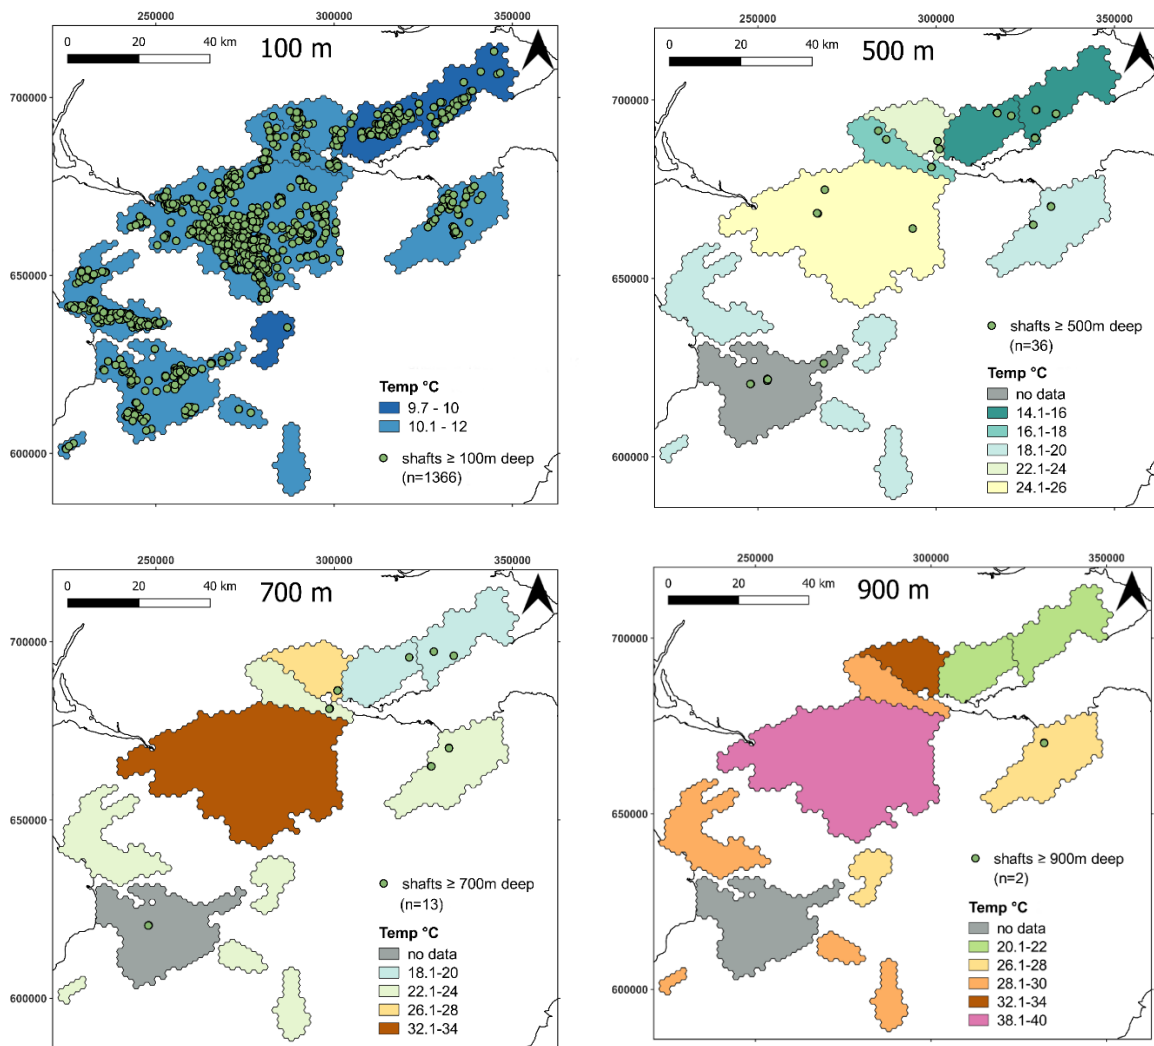 250000 300000 350000
0 20 40 km
100 m
700000
650000
600000
Temp °C
9.7 - 10
10.1 - 12
shafts ≥ 100m deep
(n=1366)
250000 300000 350000
0 20 40 km
500 m
700000
650000
600000
shafts ≥ 500m deep
(n=36)
Temp °C
no data
14.1-16
16.1-18
18.1-20
22.1-24
24.1-26
250000 300000 350000
0 20 40 km
700 m
700000
650000
600000
shafts ≥ 700m deep
(n=13)
Temp °C
no data
18.1-20
22.1-24
26.1-28
32.1-34
250000 300000 350000
0 20 40 km
900 m
700000
650000
600000
shafts ≥ 900m deep
(n=2)
Temp °C
no data
20.1-22
26.1-28
28.1-30
32.1-34
38.1-40